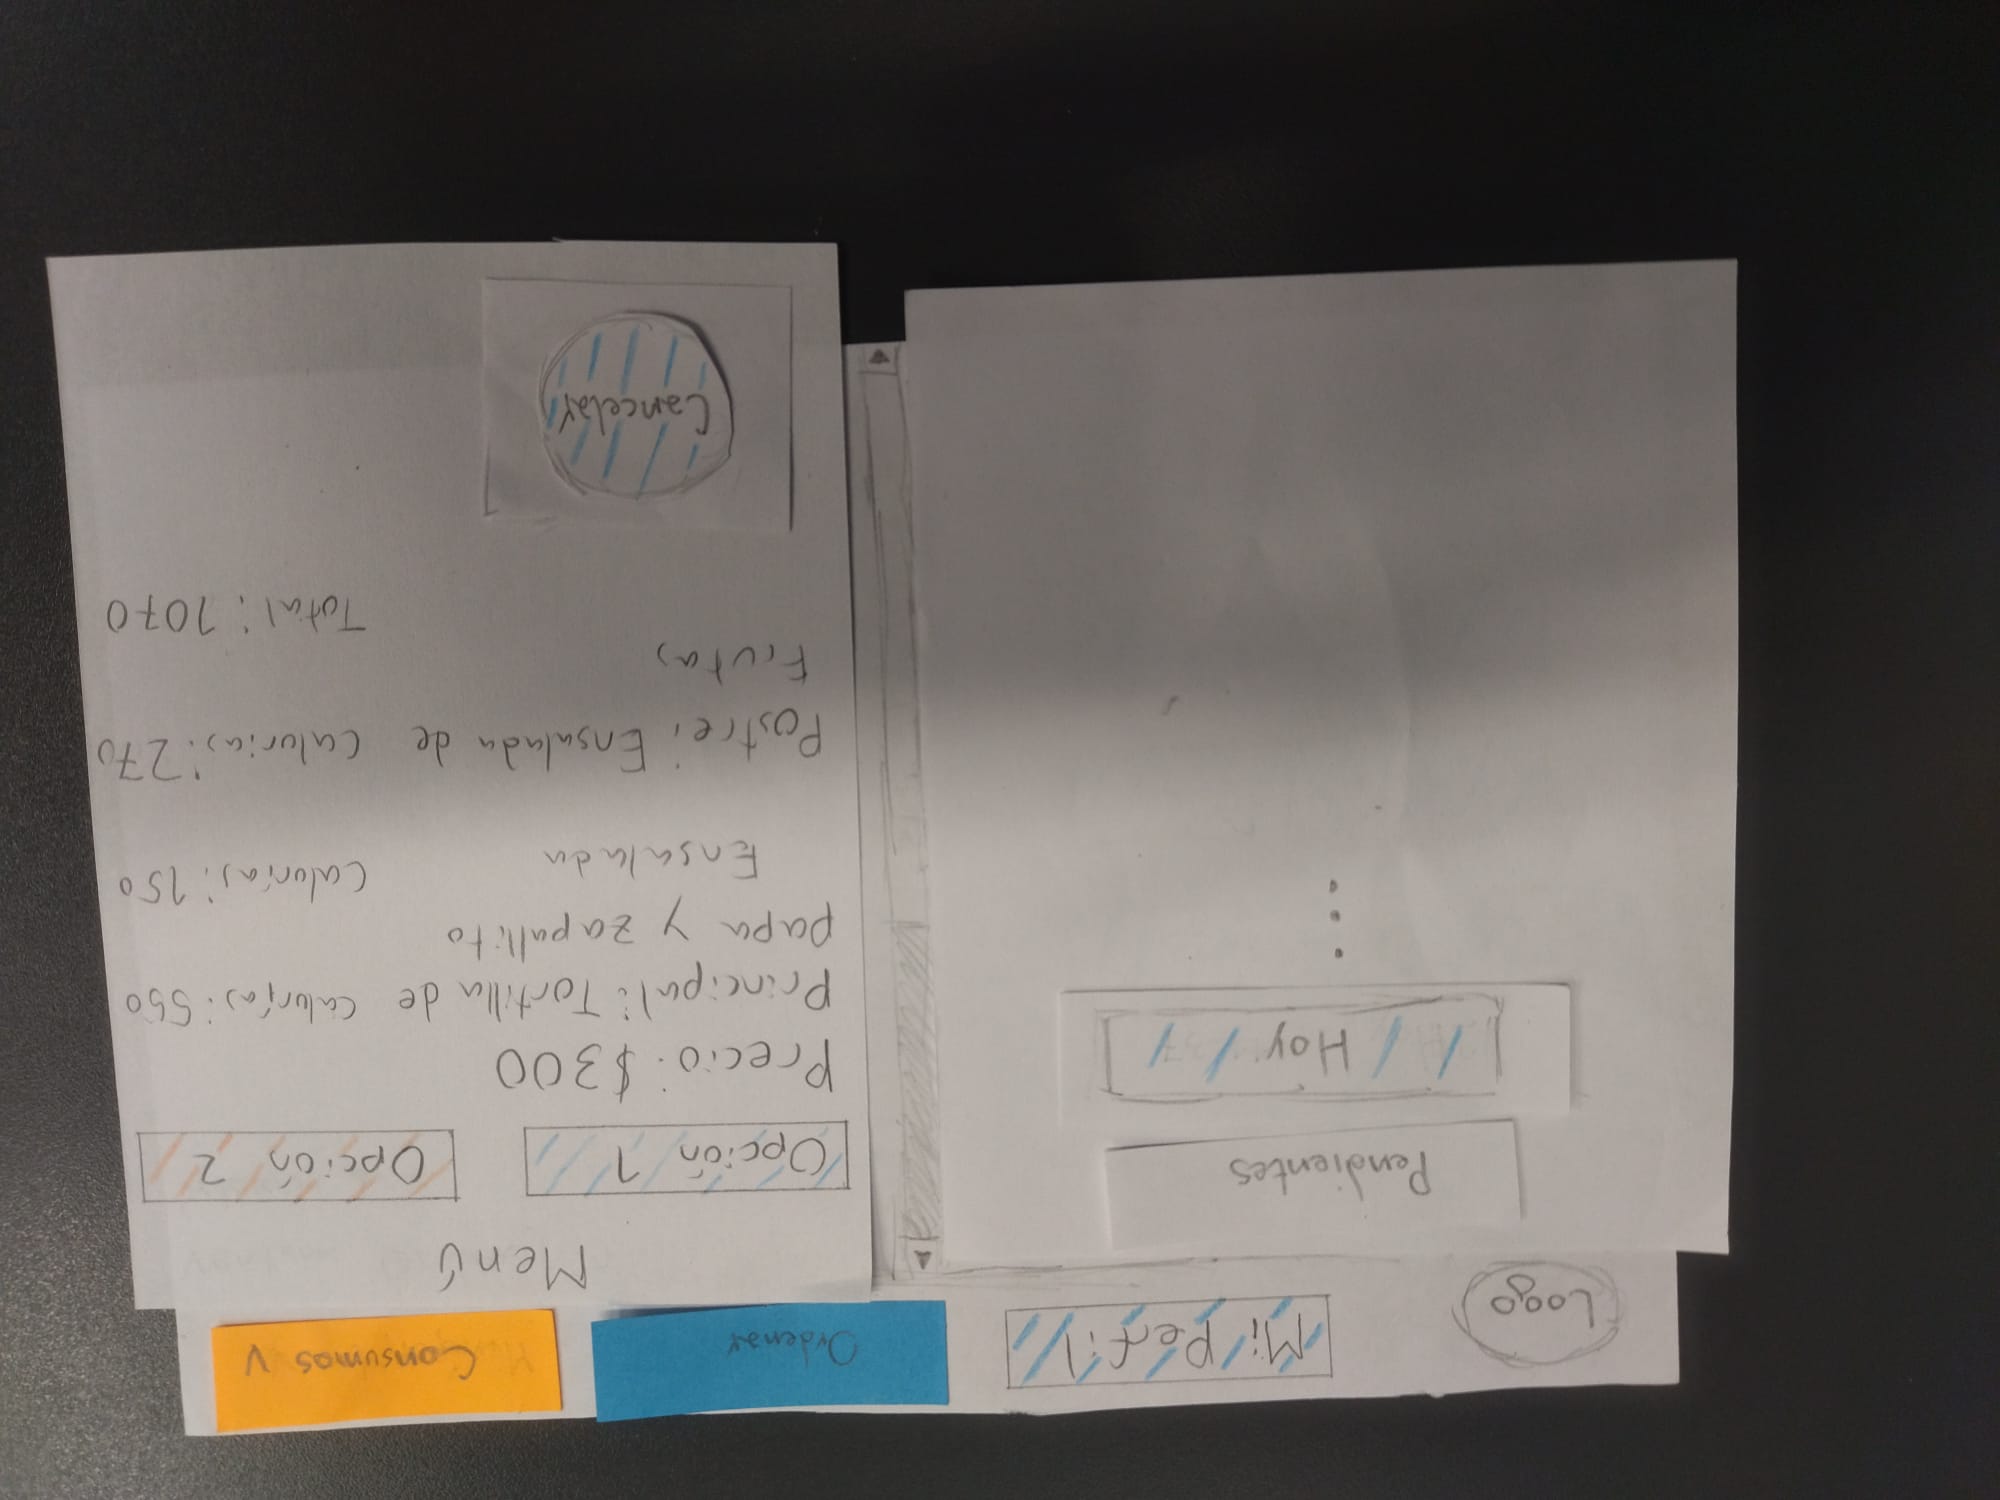 Logo
Mi Perfil
Ordenar
Consumos V
Pendientes
Hoy
Menú
Opción 1
Opción 2
Precio: $300
Principal: Tortilla de Calorías: 550
papa y zapallito
Ensalada Calorías: 150
Postre: Ensalada de Calorias: 270
Frutas
Total: 1070
Cancelar